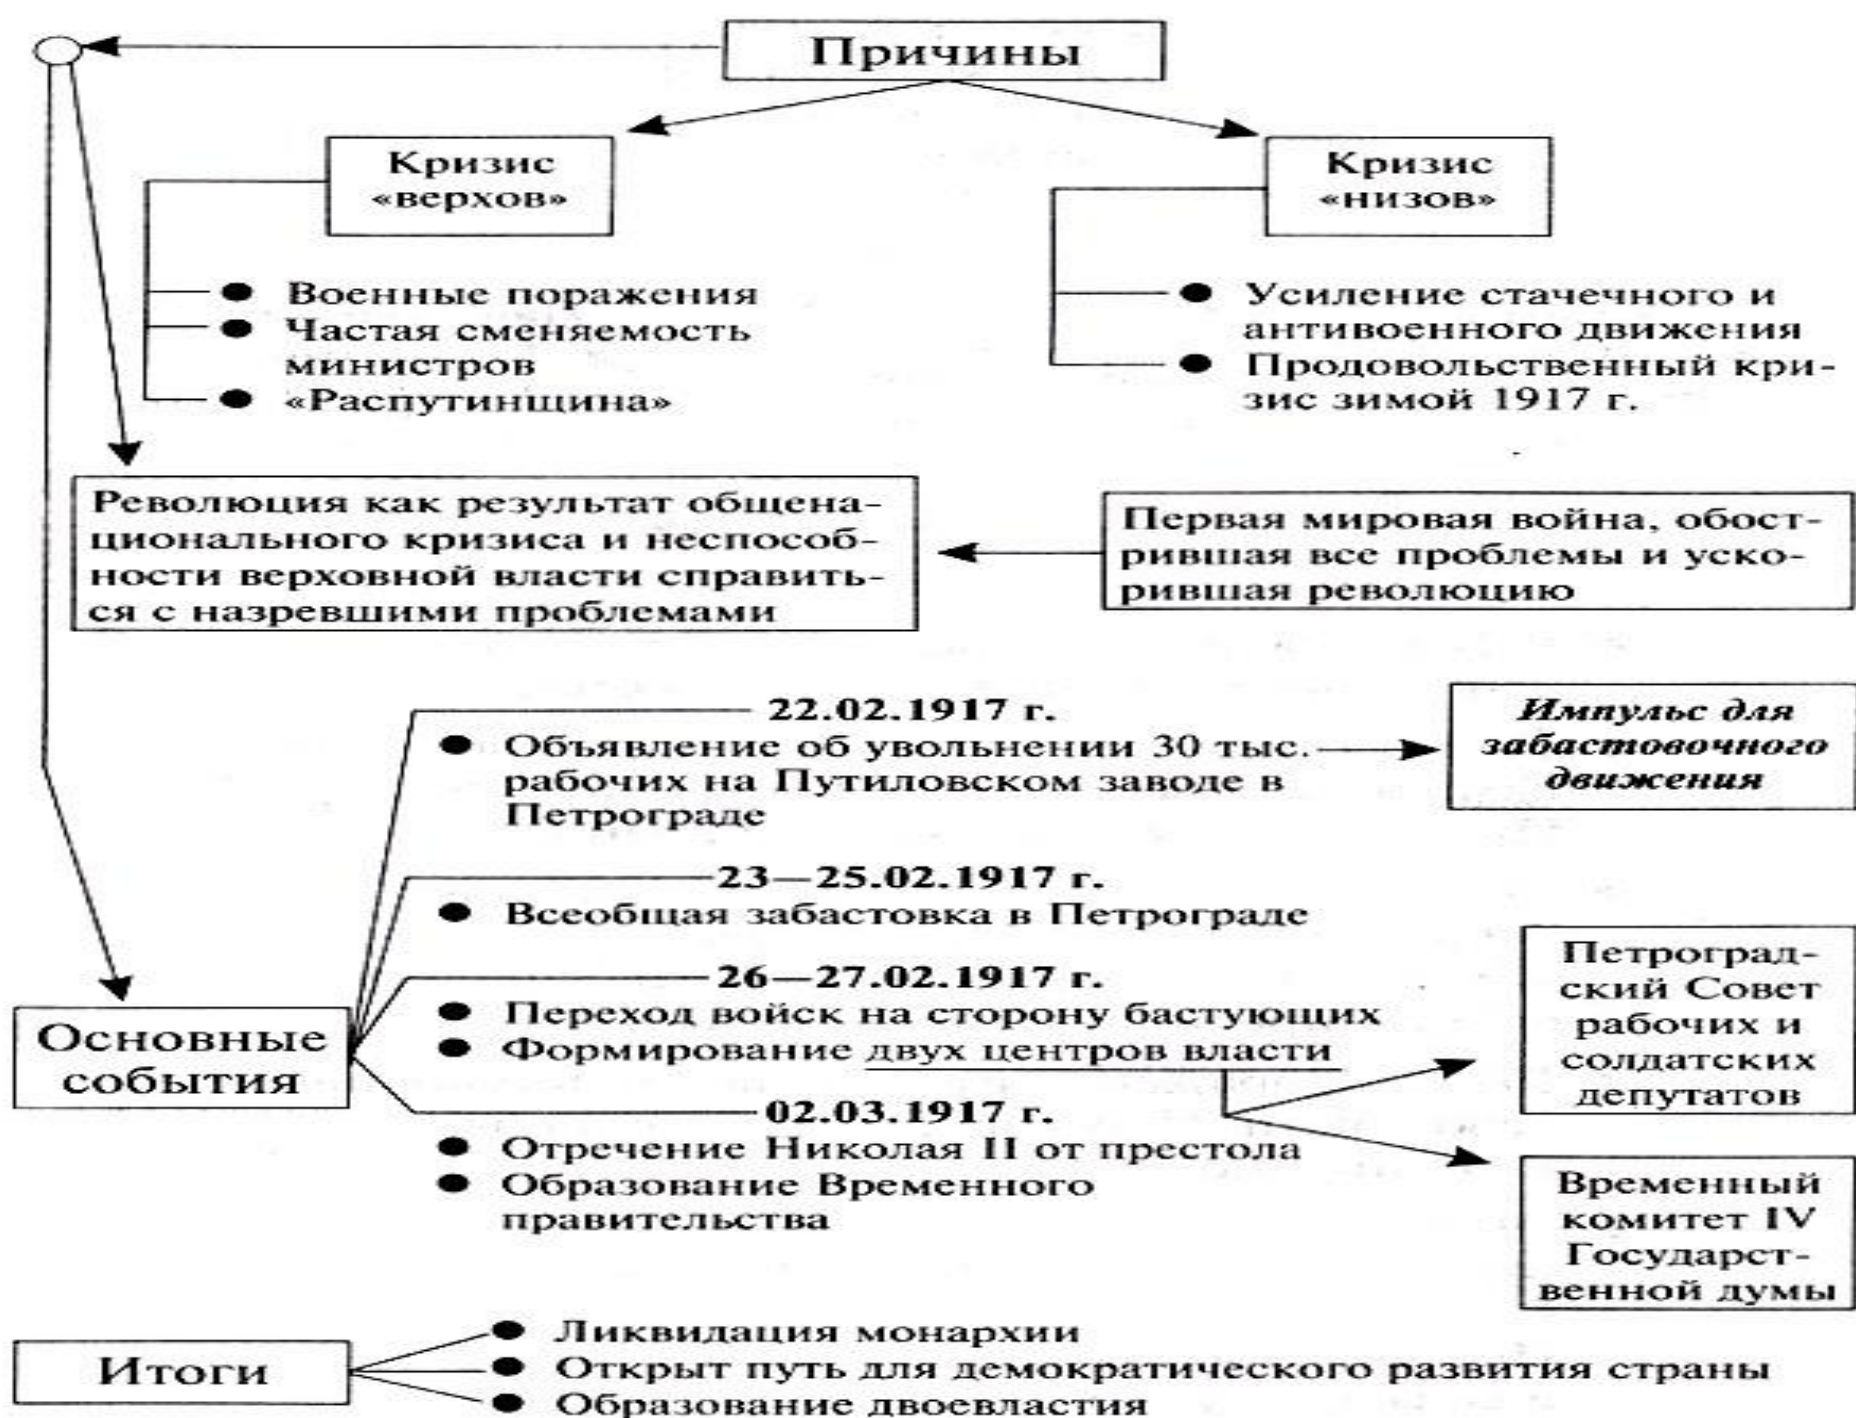 Причины
Кризис
«верхов»
Военные поражения
Частая сменяемость
министров
«Распутинщина»
Кризис
«низов»
Усиление стачечного и
антивоенного движения
Продовольственный кри-
зис зимой 1917 г.
Революция как результат общена-
ционального кризиса и неспособ-
ности верховной власти справить-
ся с назревшими проблемами
Первая мировая война, обост-
рившая все проблемы и уско-
рившая революцию
Основные
события
22.02.1917 г.
Объявление об увольнении 30 тыс.
рабочих на Путиловском заводе в
Петрограде
Импульс для
забастовочного
движения
23—25.02.1917 г.
Всеобщая забастовка в Петрограде
26—27.02.1917 г.
Переход войск на сторону бастующих
Формирование двух центров власти
Петроград-
ский Совет
рабочих и
солдатских
депутатов
Временный
комитет IV
Государст-
венной думы
02.03.1917 г.
Отречение Николая II от престола
Образование Временного
правительства
Итоги
Ликвидация монархии
Открыт путь для демократического развития страны
Образование двоевластия